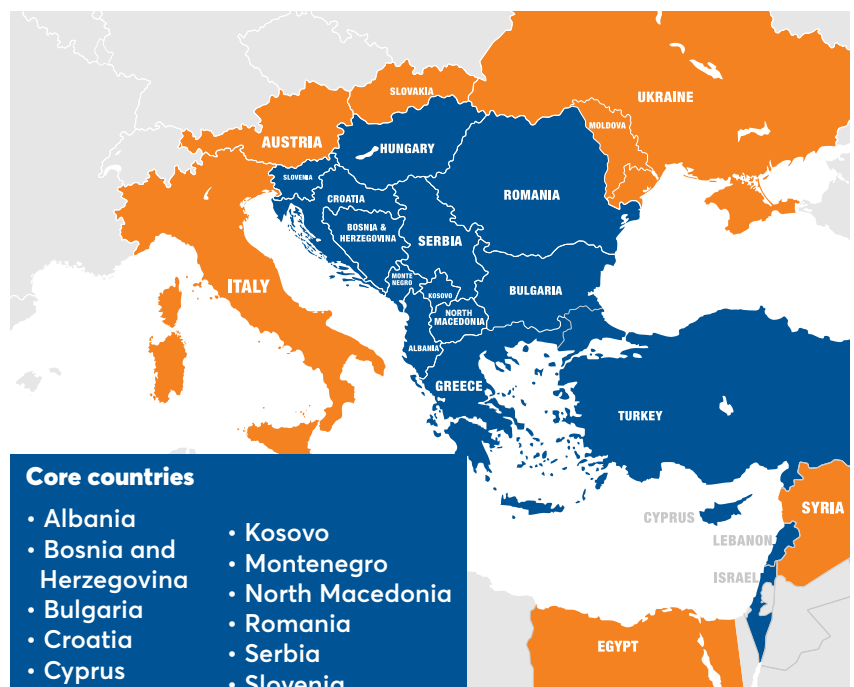 SLOVAKIA
UKRAINE
MOLDOVA
AUSTRIA
HUNGARY
SLOVENIA
CROATIA
ROMANIA
BOSNIA &
HERZEGOVINA
SERBIA
ITALY
MONTE
NEGRO
KOSOVO
BULGARIA
NORTH
MACEDONIA
ALBANIA
GREECE
TURKEY
SYRIA
CYPRUS
LEBANON
ISRAEL
EGYPT
Core countries
• Albania
• Bosnia and
Herzegovina
• Bulgaria
• Croatia
• Cyprus
• Kosovo
• Montenegro
• North Macedonia
• Romania
• Serbia
• Slovenia